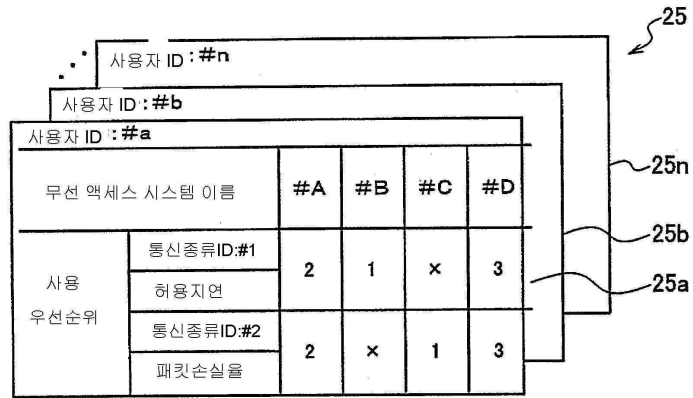 25
사용자 ID : #n
사용자 ID : #b
사용자 ID : #a
무선 액세스 시스템 이름 #A #B #C #D
사용 우선순위
통신종류ID:#1
허용지연
2 1 × 3
통신종류ID:#2
패킷손실율
2 × 1 3
25n
25b
25a